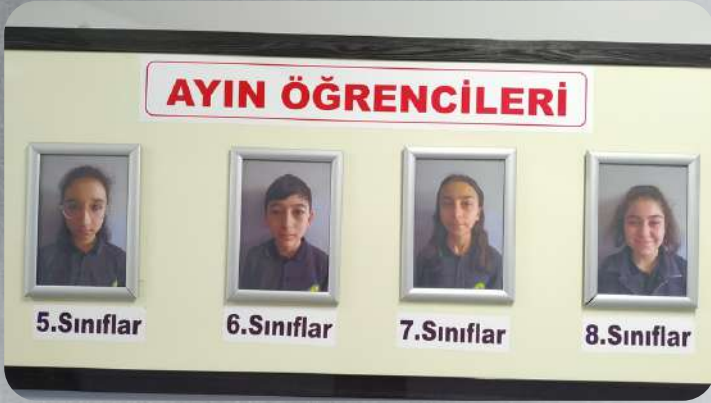 AYIN ÖĞRENCİLERİ
5.Sınıflar
6.Sınıflar
7.Sınıflar
8.Sınıflar